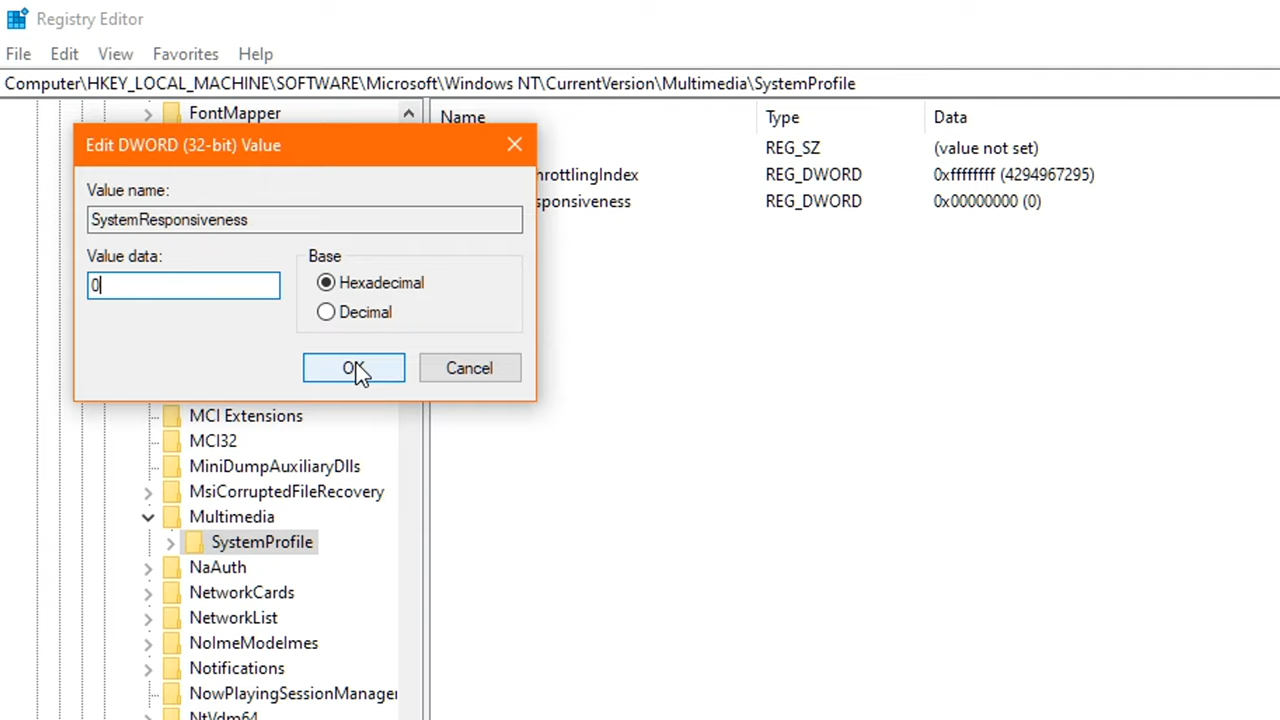 Registry Editor
File Edit View Favorites Help
Computer\HKEY_LOCAL_MACHINE\SOFTWARE\Microsoft\Windows NT\CurrentVersion\Multimedia\SystemProfile
FontMapper
Name Type Data
Edit DWORD (32-bit) Value
REG_SZ (value not set)
hrottlingIndex REG_DWORD 0xffffffff (4294967295)
sponsiveness REG_DWORD 0x00000000 (0)
Value name:
SystemResponsiveness
Value data:
0
Base
Hexadecimal
Decimal
OK Cancel
MCI Extensions
MCI32
MiniDumpAuxiliaryDlls
MsiCorruptedFileRecovery
Multimedia
SystemProfile
NaAuth
NetworkCards
NetworkList
NoImeModeImes
Notifications
NowPlayingSessionManager
NtVdm64